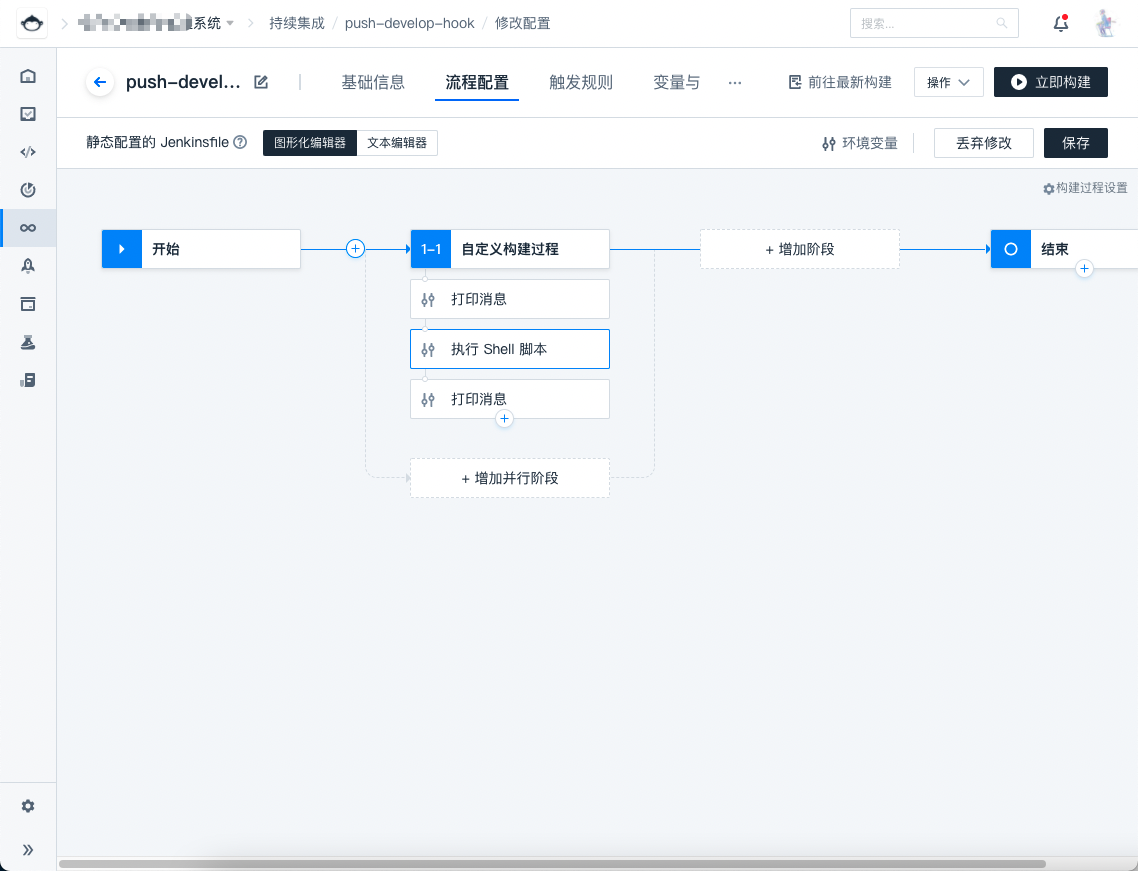 系统
持续集成 / push-develop-hook / 修改配置
搜索...
push-devel...
基础信息
流程配置
触发规则
变量与
...
前往最新构建
操作
立即构建
静态配置的 Jenkinsfile
图形化编辑器
文本编辑器
环境变量
丢弃修改
保存
构建过程设置
开始
1-1 自定义构建过程
+ 增加阶段
结束
打印消息
执行 Shell 脚本
打印消息
+ 增加并行阶段